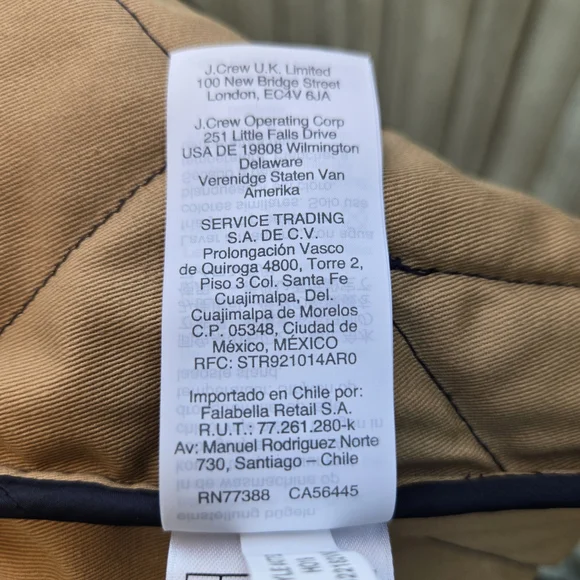 J.Crew U.K. Limited
100 New Bridge Street
London, EC4V 6JA
J.Crew Operating Corp
251 Little Falls Drive
USA DE 19808 Wilmington
Delaware
Verenidge Staten Van
Amerika
SERVICE TRADING
S.A. DE C.V.
Prolongación Vasco
de Quiroga 4800, Torre 2,
Piso 3 Col. Santa Fe
Cuajimalpa, Del.
Cuajimalpa de Morelos
C.P. 05348, Ciudad de
México, MÉXICO
RFC: STR921014AR0
Importado en Chile por:
Falabella Retail S.A.
R.U.T.: 77.261.280-k
Av: Manuel Rodriguez Norte
730, Santiago – Chile
RN77388 CA56445